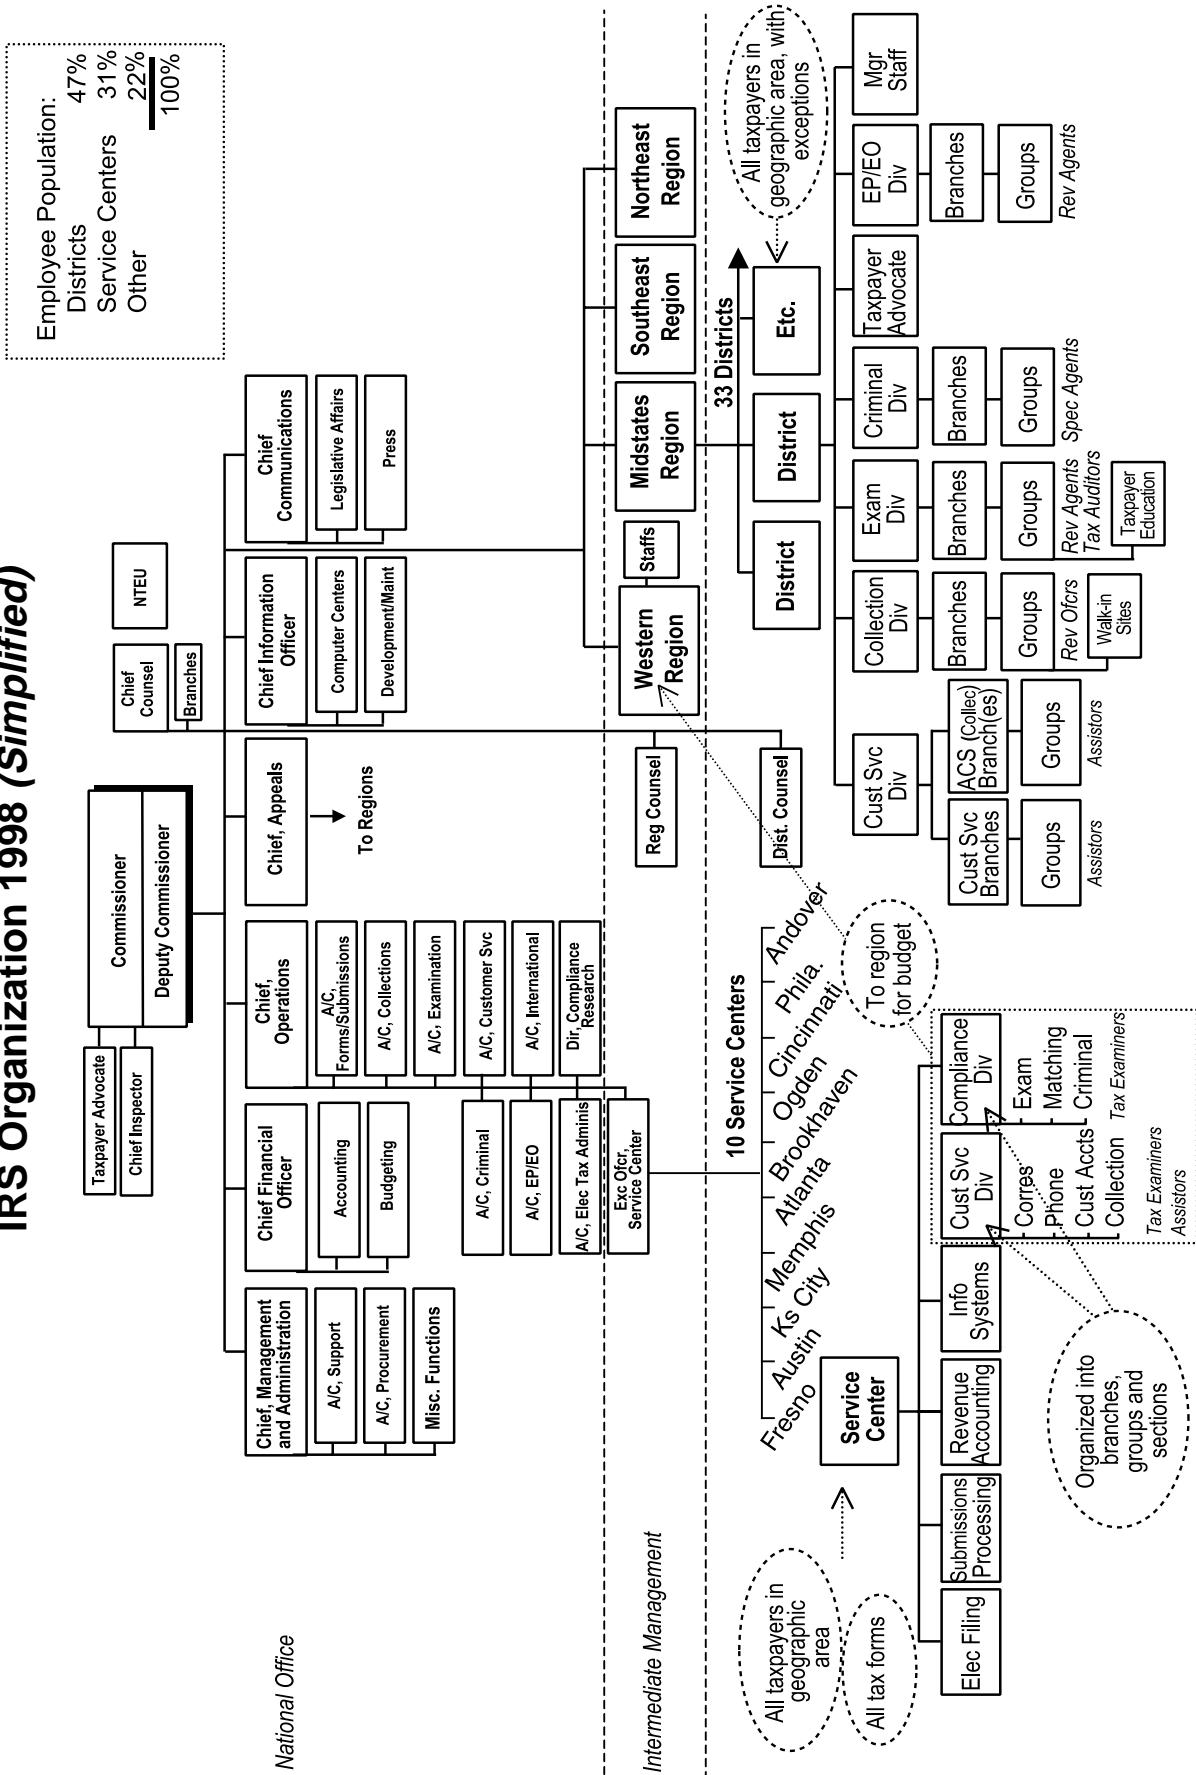 IRS Organization 1998 (Simplified)
Employee Population:
Districts 47%
Service Centers 31%
Other 22%
100%
Commissioner
Deputy Commissioner
Taxpayer Advocate
Chief Inspector
Chief
Counsel
Branches
NTEU
National Office
Chief, Management
and Administration
A/C, Support
A/C, Procurement
Misc. Functions
Chief Financial
Officer
Accounting
Budgeting
Chief,
Operations
A/C,
Forms/Submissions
A/C, Collections
A/C, Examination
A/C, Customer Svc
A/C, International
Dir, Compliance
Research
A/C, Criminal
A/C, EP/EO
A/C, Elec Tax Adminis
Exc Ofcr,
Service Center
Chief, Appeals
To Regions
Chief Information
Officer
Computer Centers
Development/Maint
Chief
Communications
Legislative Affairs
Press
Intermediate Management
Reg Counsel
Western
Region
Staffs
Midstates
Region
Southeast
Region
Northeast
Region
10 Service Centers
Fresno
Austin
Ks City
Memphis
Atlanta
Brookhaven
Ogden
Cincinnati
Phila.
Andover
Dist. Counsel
33 Districts
District
District
Etc.
All taxpayers in
geographic area, with
exceptions
All taxpayers in
geographic
area
All tax forms
Service
Center
To region
for budget
Elec Filing
Submissions
Processing
Revenue
Accounting
Info
Systems
Cust Svc
Div
Corres
Phone
Cust Accts
Collection
Tax Examiners
Assistors
Compliance
Div
Exam
Matching
Criminal
Tax Examiners
Organized into
branches,
groups and
sections
Cust Svc
Div
Cust Svc
Branches
Groups
Assistors
ACS (Collec)
Branch(es)
Groups
Assistors
Collection
Div
Branches
Groups
Rev Ofcrs
Walk-in
Sites
Exam
Div
Branches
Groups
Rev Agents
Tax Auditors
Taxpayer
Education
Criminal
Div
Branches
Groups
Spec Agents
Taxpayer
Advocate
EP/EO
Div
Branches
Groups
Rev Agents
Mgr
Staff